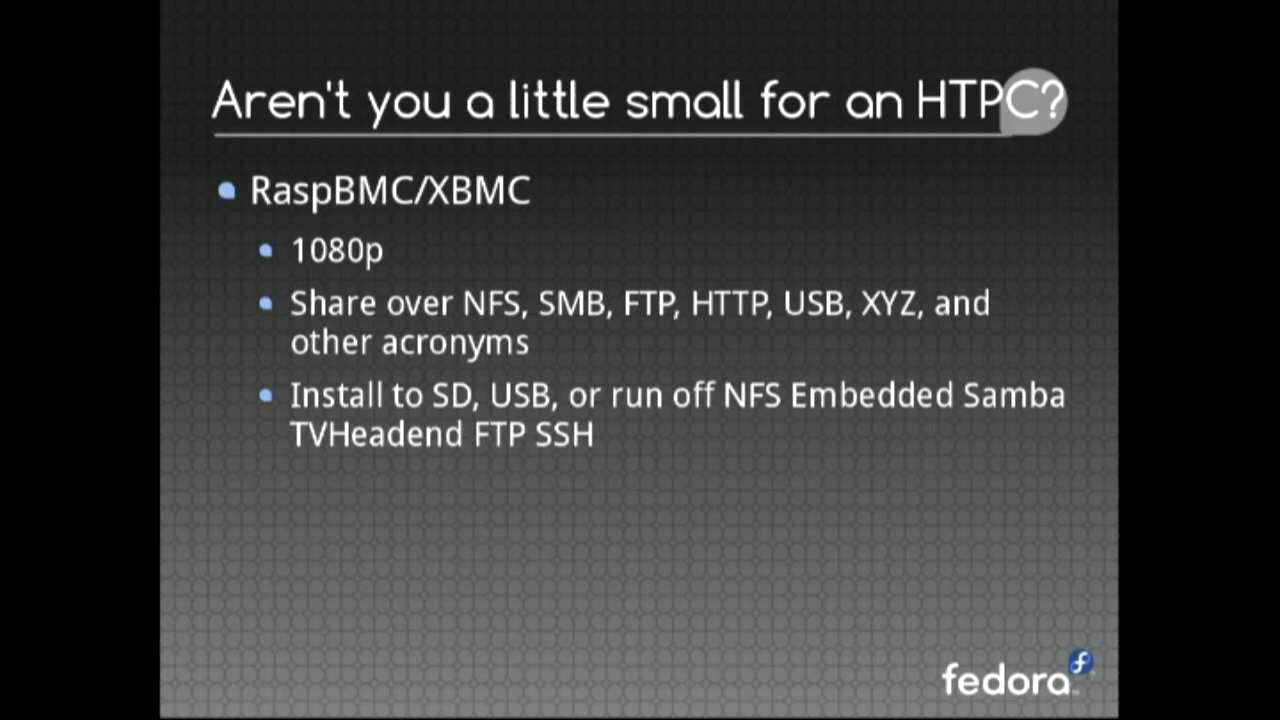 Aren't you a little small for an HTPC?
RaspBMC/XBMC
1080p
Share over NFS, SMB, FTP, HTTP, USB, XYZ, and
other acronyms
Install to SD, USB, or run off NFS Embedded Samba
TVHeadend FTP SSH
fedora